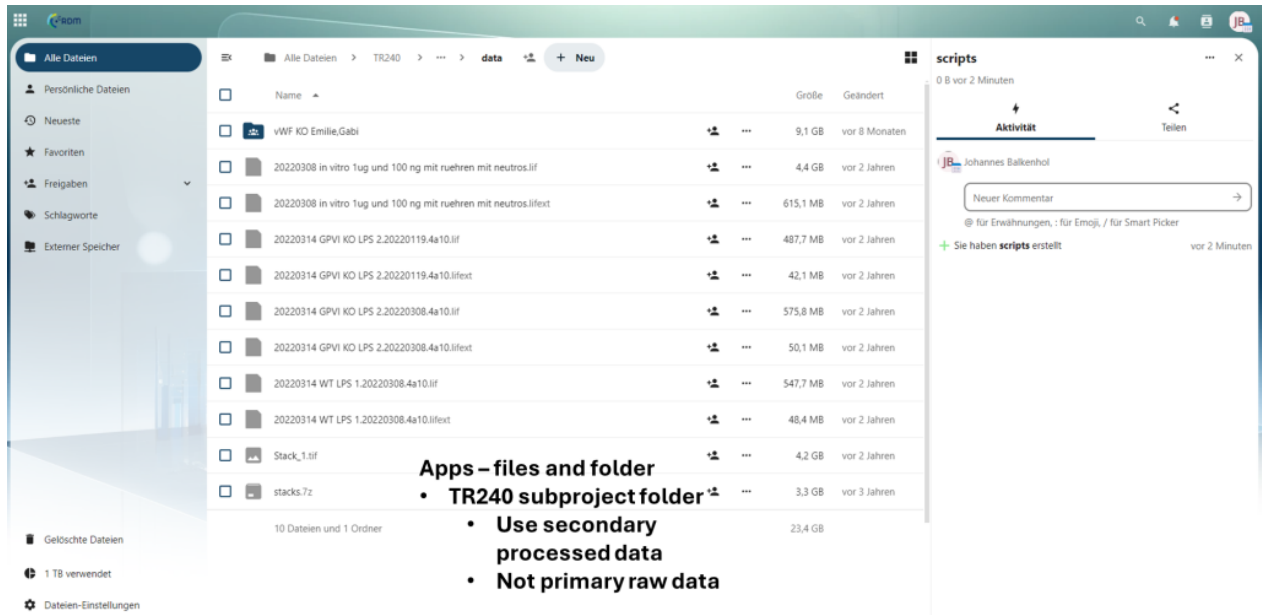 ROM
JB
Alle Dateien
Persönliche Dateien
Neueste
Favoriten
Freigaben
Schlagworte
Externer Speicher
Gelöschte Dateien
1 TB verwendet
Dateien-Einstellungen
Alle Dateien > TR240 > ··· > data + Neu
Name Größe Geändert
vWF KO Emilie,Gabi ··· 9,1 GB vor 8 Monaten
20220308 in vitro 1ug und 100 ng mit ruehren mit neutros.lif ··· 4,4 GB vor 2 Jahren
20220308 in vitro 1ug und 100 ng mit ruehren mit neutros.lifext ··· 615,1 MB vor 2 Jahren
20220314 GPVI KO LPS 2.20220119.4a10.lif ··· 487,7 MB vor 2 Jahren
20220314 GPVI KO LPS 2.20220119.4a10.lifext ··· 42,1 MB vor 2 Jahren
20220314 GPVI KO LPS 2.20220308.4a10.lif ··· 575,8 MB vor 2 Jahren
20220314 GPVI KO LPS 2.20220308.4a10.lifext ··· 50,1 MB vor 2 Jahren
20220314 WT LPS 1.20220308.4a10.lif ··· 547,7 MB vor 2 Jahren
20220314 WT LPS 1.20220308.4a10.lifext ··· 48,4 MB vor 2 Jahren
Stack_1.tif ··· 4,2 GB vor 2 Jahren
stacks.7z ··· 3,3 GB vor 3 Jahren
10 Dateien und 1 Ordner 23,4 GB
Apps – files and folder
• TR240 subproject folder
• Use secondary
processed data
• Not primary raw data
scripts ··· ×
0 B vor 2 Minuten
Aktivität Teilen
JB Johannes Balkenhol
Neuer Kommentar
@ für Erwähnungen, : für Emoji, / für Smart Picker
+ Sie haben scripts erstellt vor 2 Minuten